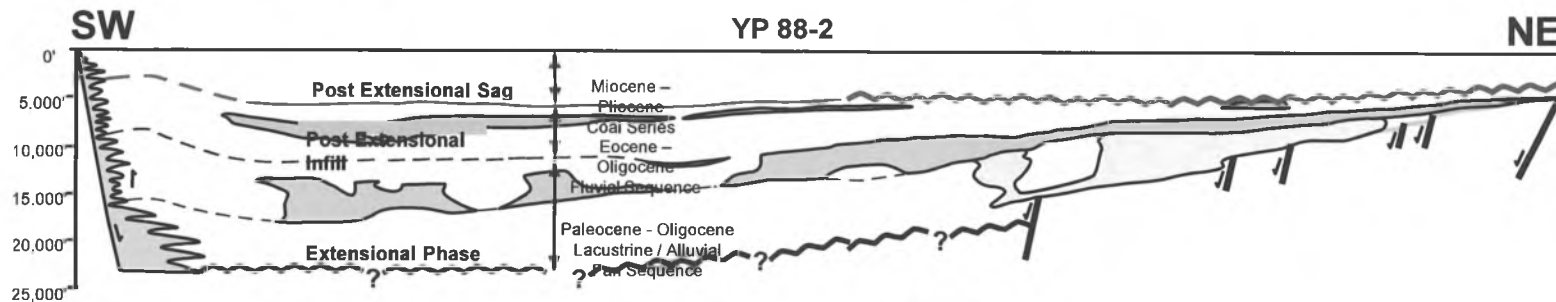 SW
YP 88-2
NE
0'
5.000'
10,000'
15.000'
20,000'
25,000'
Post Extensional Sag
Post Extensional
Infill
Extensional Phase
Miocene –
Pliocene
Coal Series
Eocene –
Oligocene
Fluvial Sequence
Paleocene - Oligocene
Lacustrine / Alluvial
Fan Sequence
?
?
?
?
?